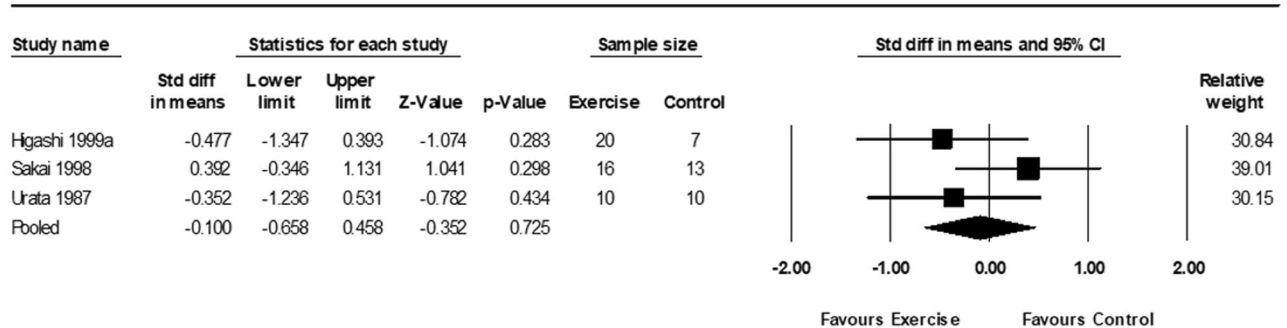 Study name Statistics for each study Sample size Std diff in means and 95% CI
Std diff in means Lower limit Upper limit Z-Value p-Value Exercise Control Relative weight
Higashi 1999a -0.477 -1.347 0.393 -1.074 0.283 20 7 30.84
Sakai 1998 0.392 -0.346 1.131 1.041 0.298 16 13 39.01
Urata 1987 -0.352 -1.236 0.531 -0.782 0.434 10 10 30.15
Pooled -0.100 -0.658 0.458 -0.352 0.725
-2.00 -1.00 0.00 1.00 2.00
Favours Exercise Favours Control